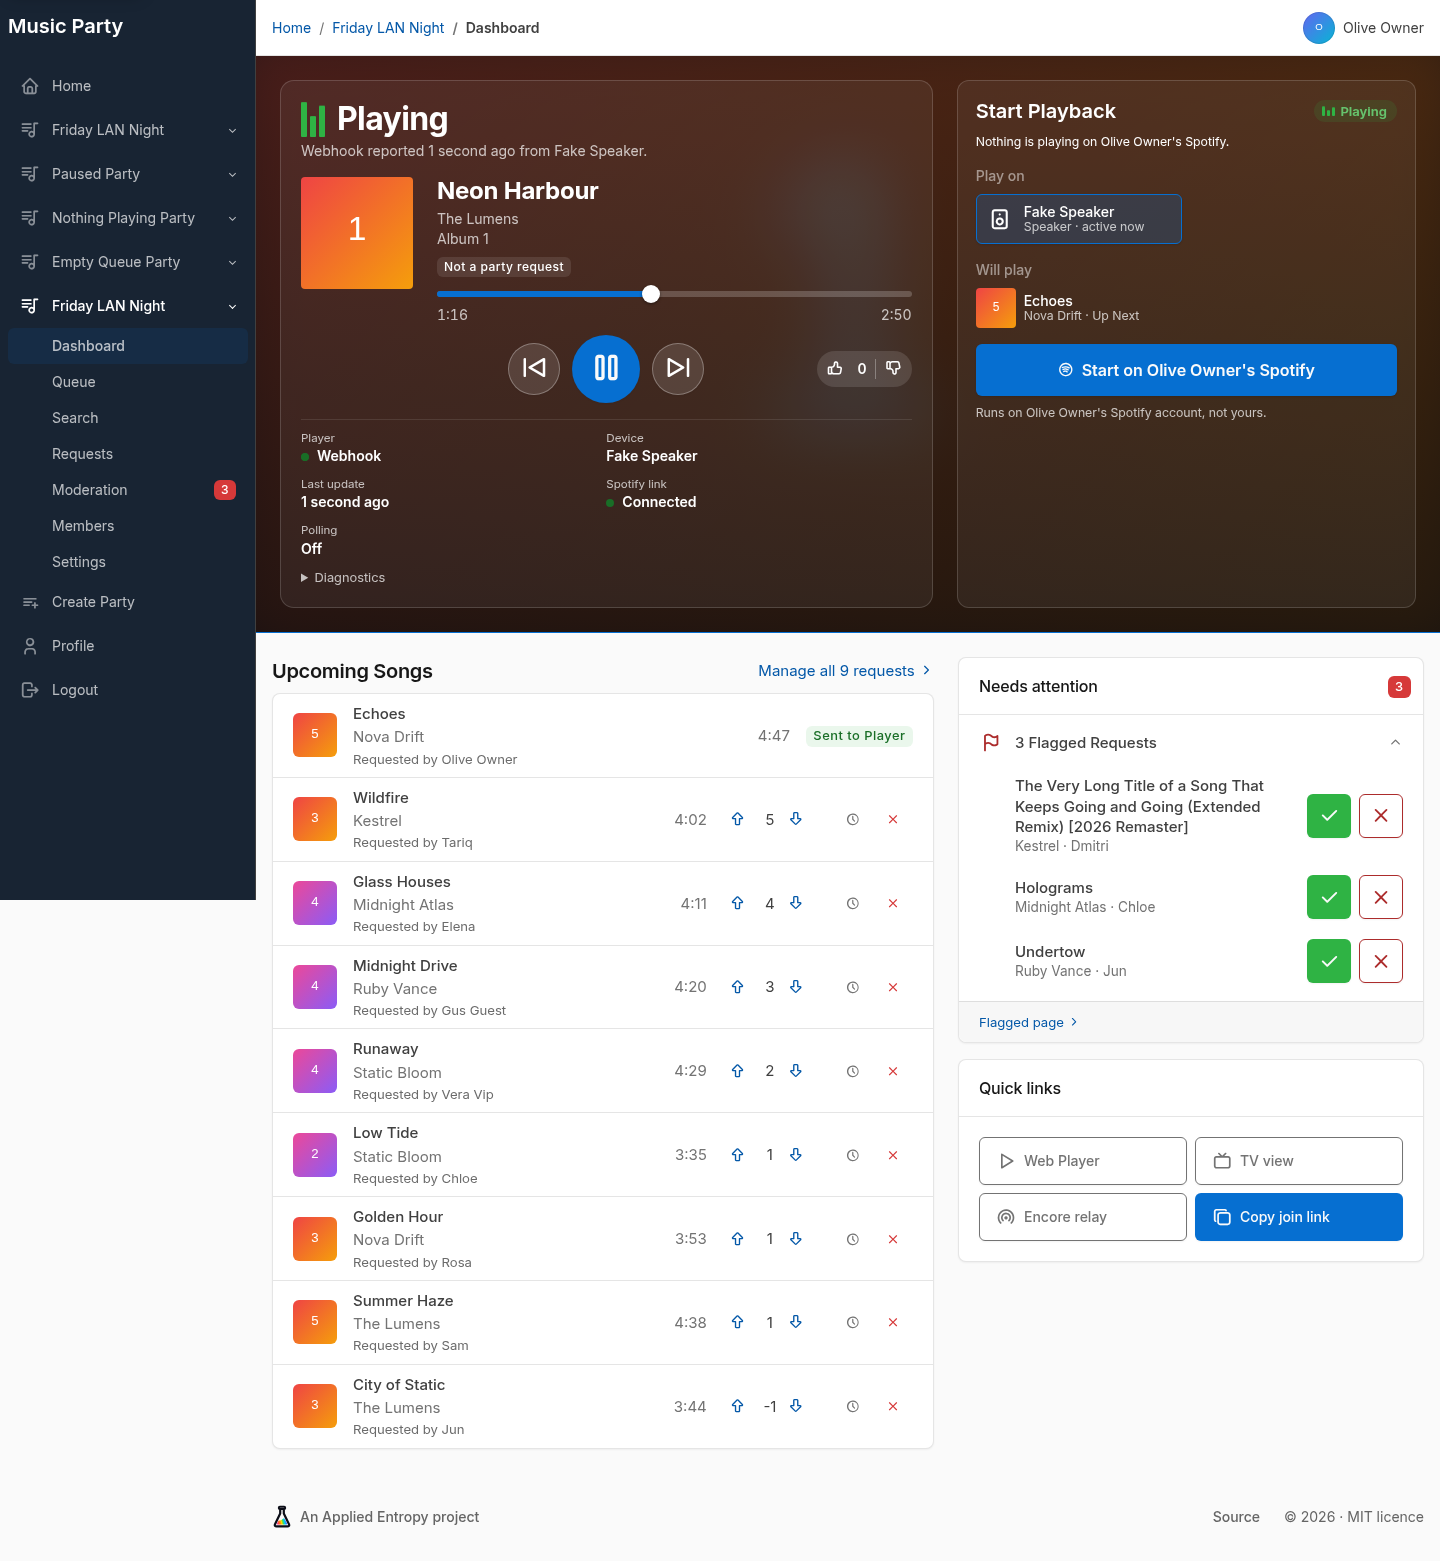 Music Party
Home
Friday LAN Night
Paused Party
Nothing Playing Party
Empty Queue Party
Friday LAN Night
Dashboard
Queue
Search
Requests
Moderation 3
Members
Settings
Create Party
Profile
Logout
Home / Friday LAN Night / Dashboard
O Olive Owner
Playing
Webhook reported 1 second ago from Fake Speaker.
1
Neon Harbour
The Lumens
Album 1
Not a party request
1:16 2:50
0
Player
Webhook
Device
Fake Speaker
Last update
1 second ago
Spotify link
Connected
Polling
Off
Diagnostics
Start Playback Playing
Nothing is playing on Olive Owner's Spotify.
Play on
Fake Speaker
Speaker · active now
Will play
5
Echoes
Nova Drift · Up Next
Start on Olive Owner's Spotify
Runs on Olive Owner's Spotify account, not yours.
Upcoming Songs Manage all 9 requests
5
Echoes
Nova Drift
Requested by Olive Owner
4:47 Sent to Player
3
Wildfire
Kestrel
Requested by Tariq
4:02 5
4
Glass Houses
Midnight Atlas
Requested by Elena
4:11 4
4
Midnight Drive
Ruby Vance
Requested by Gus Guest
4:20 3
4
Runaway
Static Bloom
Requested by Vera Vip
4:29 2
2
Low Tide
Static Bloom
Requested by Chloe
3:35 1
3
Golden Hour
Nova Drift
Requested by Rosa
3:53 1
5
Summer Haze
The Lumens
Requested by Sam
4:38 1
3
City of Static
The Lumens
Requested by Jun
3:44 -1
Needs attention 3
3 Flagged Requests
The Very Long Title of a Song That
Keeps Going and Going (Extended
Remix) [2026 Remaster]
Kestrel · Dmitri
Holograms
Midnight Atlas · Chloe
Undertow
Ruby Vance · Jun
Flagged page
Quick links
Web Player
TV view
Encore relay
Copy join link
An Applied Entropy project
Source © 2026 · MIT licence